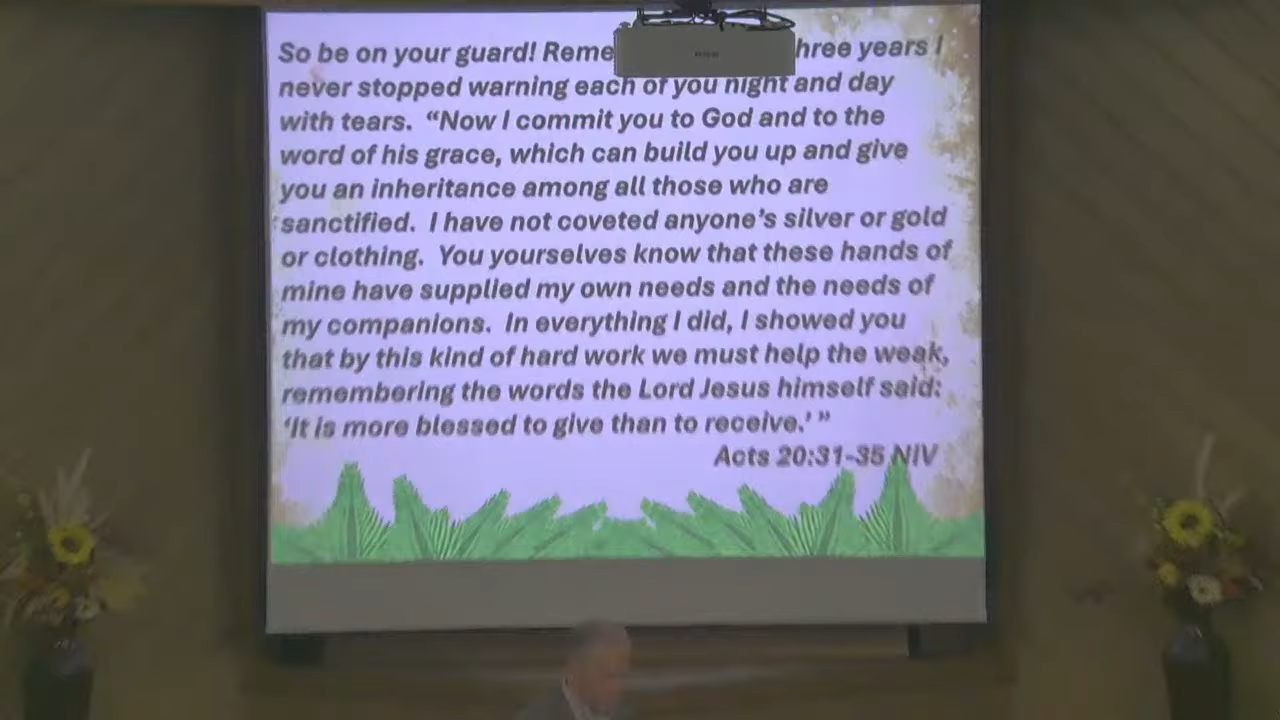 So be on your guard! Reme hree years I
never stopped warning each of you night and day
with tears. “Now I commit you to God and to the
word of his grace, which can build you up and give
you an inheritance among all those who are
sanctified. I have not coveted anyone’s silver or gold
or clothing. You yourselves know that these hands of
mine have supplied my own needs and the needs of
my companions. In everything I did, I showed you
that by this kind of hard work we must help the weak,
remembering the words the Lord Jesus himself said:
‘It is more blessed to give than to receive.’ ”
Acts 20:31-35 NIV